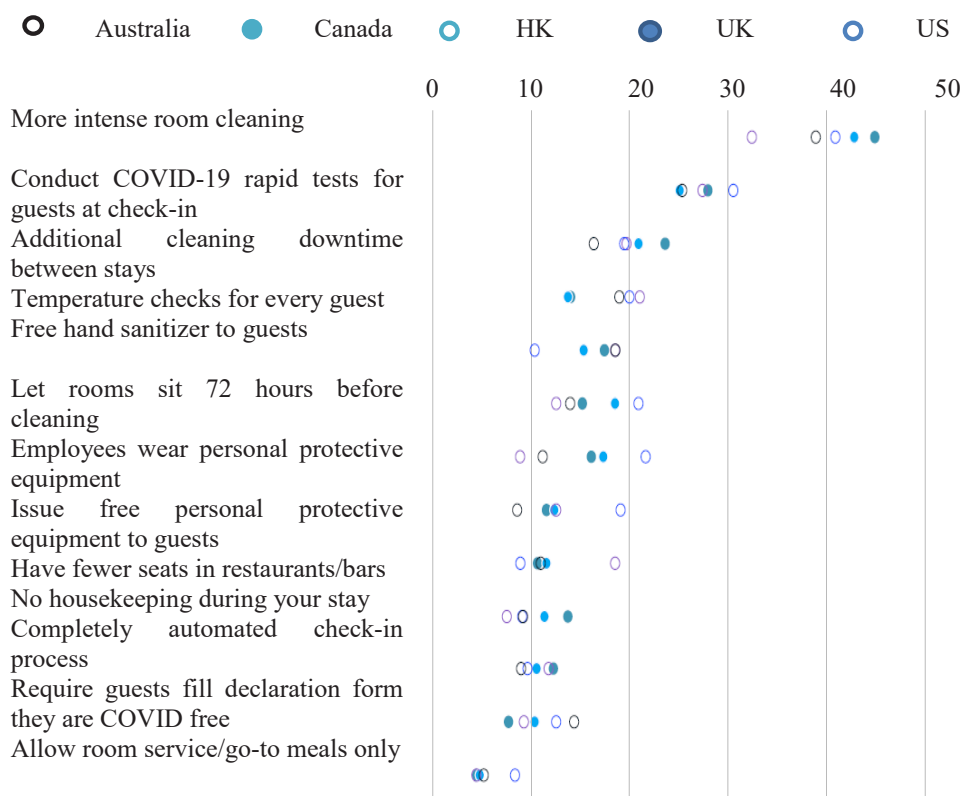 Australia Canada HK UK US
0 10 20 30 40 50
More intense room cleaning
Conduct COVID-19 rapid tests for
guests at check-in
Additional cleaning downtime
between stays
Temperature checks for every guest
Free hand sanitizer to guests
Let rooms sit 72 hours before
cleaning
Employees wear personal protective
equipment
Issue free personal protective
equipment to guests
Have fewer seats in restaurants/bars
No housekeeping during your stay
Completely automated check-in
process
Require guests fill declaration form
they are COVID free
Allow room service/go-to meals only